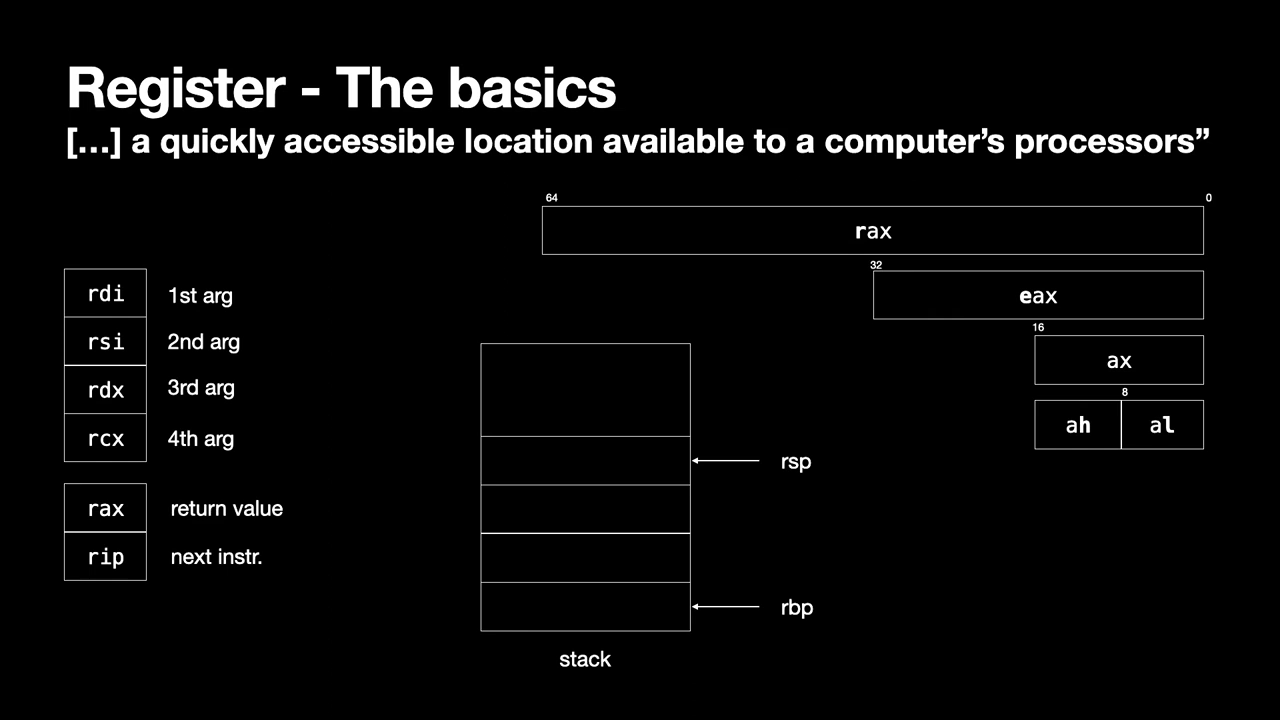 Register - The basics
[…] a quickly accessible location available to a computer’s processors”
64 0
rax
32
eax
16
ax
8
ah al
rdi 1st arg
rsi 2nd arg
rdx 3rd arg
rcx 4th arg
rax return value
rip next instr.
rsp
rbp
stack